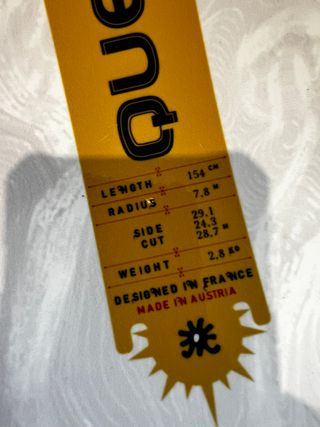 Que
LENGTH 154 CM
RADIUS 7.8 M
SIDE CUT 29.1
24.3
28.7 M
WEIGHT 2,8 KG
DESIGNED IN FRANCE
MADE IN AUSTRIA